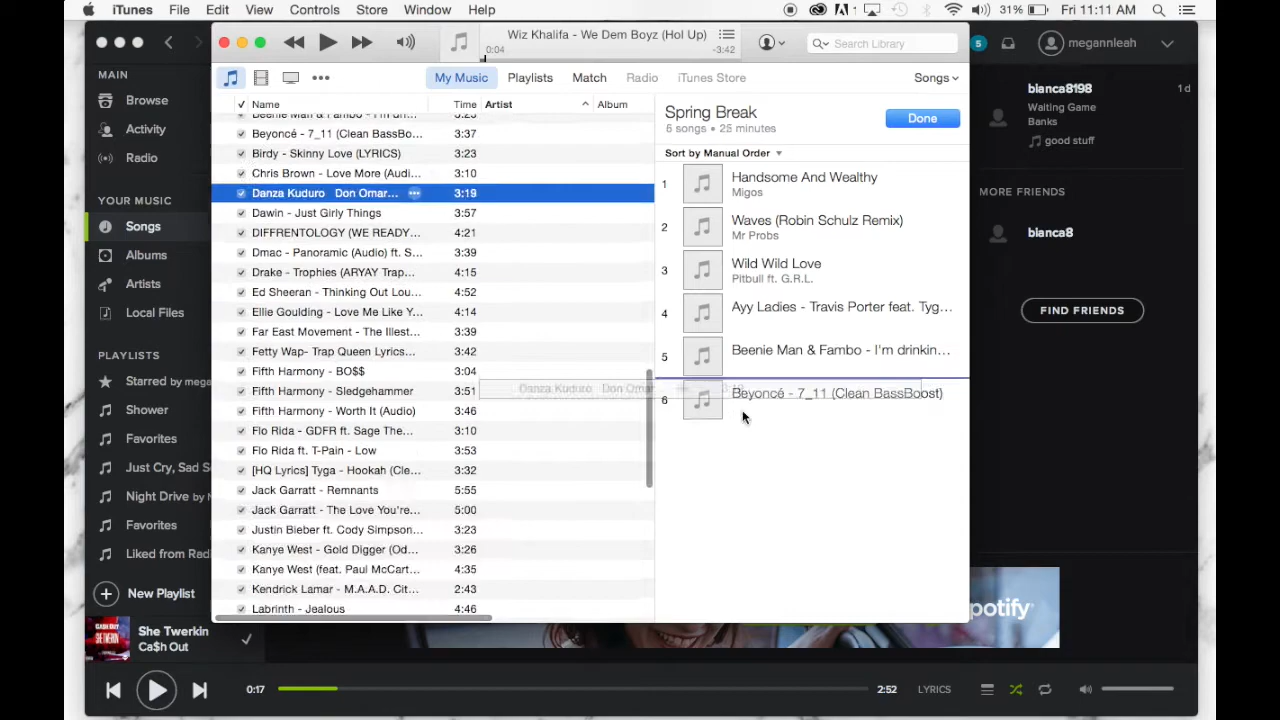 iTunes File Edit View Controls Store Window Help 31% Fri 11:11 AM
Wiz Khalifa - We Dem Boyz (Hol Up)
0:04 -3:42
Search Library
5 megannleah
MAIN
Browse
Activity
Radio
YOUR MUSIC
Songs
Albums
Artists
Local Files
PLAYLISTS
Starred by mega
Shower
Favorites
Just Cry, Sad S
Night Drive by N
Favorites
Liked from Radi
New Playlist
She Twerkin
Ca$h Out
My Music Playlists Match Radio iTunes Store Songs
Name Time Artist Album
Beenie Man & Fambo - I'm dri... 3:23
Beyoncé - 7_11 (Clean BassBo... 3:37
Birdy - Skinny Love (LYRICS) 3:23
Chris Brown - Love More (Audi... 3:10
Danza Kuduro Don Omar... 3:19
Dawin - Just Girly Things 3:57
DIFFRENTOLOGY (WE READY... 4:21
Dmac - Panoramic (Audio) ft. S... 3:39
Drake - Trophies (ARYAY Trap... 4:15
Ed Sheeran - Thinking Out Lou... 4:52
Ellie Goulding - Love Me Like Y... 4:14
Far East Movement - The Illest... 3:39
Fetty Wap- Trap Queen Lyrics... 3:42
Fifth Harmony - BO$$ 3:04
Fifth Harmony - Sledgehammer 3:51
Fifth Harmony - Worth It (Audio) 3:46
Flo Rida - GDFR ft. Sage The... 3:10
Flo Rida ft. T-Pain - Low 3:53
[HQ Lyrics] Tyga - Hookah (Cle... 3:32
Jack Garratt - Remnants 5:55
Jack Garratt - The Love You're... 5:00
Justin Bieber ft. Cody Simpson... 3:23
Kanye West - Gold Digger (Od... 3:26
Kanye West (feat. Paul McCart... 4:35
Kendrick Lamar - M.A.A.D. Cit... 2:43
Labrinth - Jealous 4:46
Danza Kuduro Don Omar...
Spring Break
6 songs • 25 minutes
Done
Sort by Manual Order
1 Handsome And Wealthy
Migos
2 Waves (Robin Schulz Remix)
Mr Probs
3 Wild Wild Love
Pitbull ft. G.R.L.
4 Ayy Ladies - Travis Porter feat. Tyg...
5 Beenie Man & Fambo - I'm drinkin...
6 Beyoncé - 7_11 (Clean BassBoost)
bianca8198 1d
Waiting Game
Banks
good stuff
MORE FRIENDS
bianca8
FIND FRIENDS
potify
0:17 2:52 LYRICS